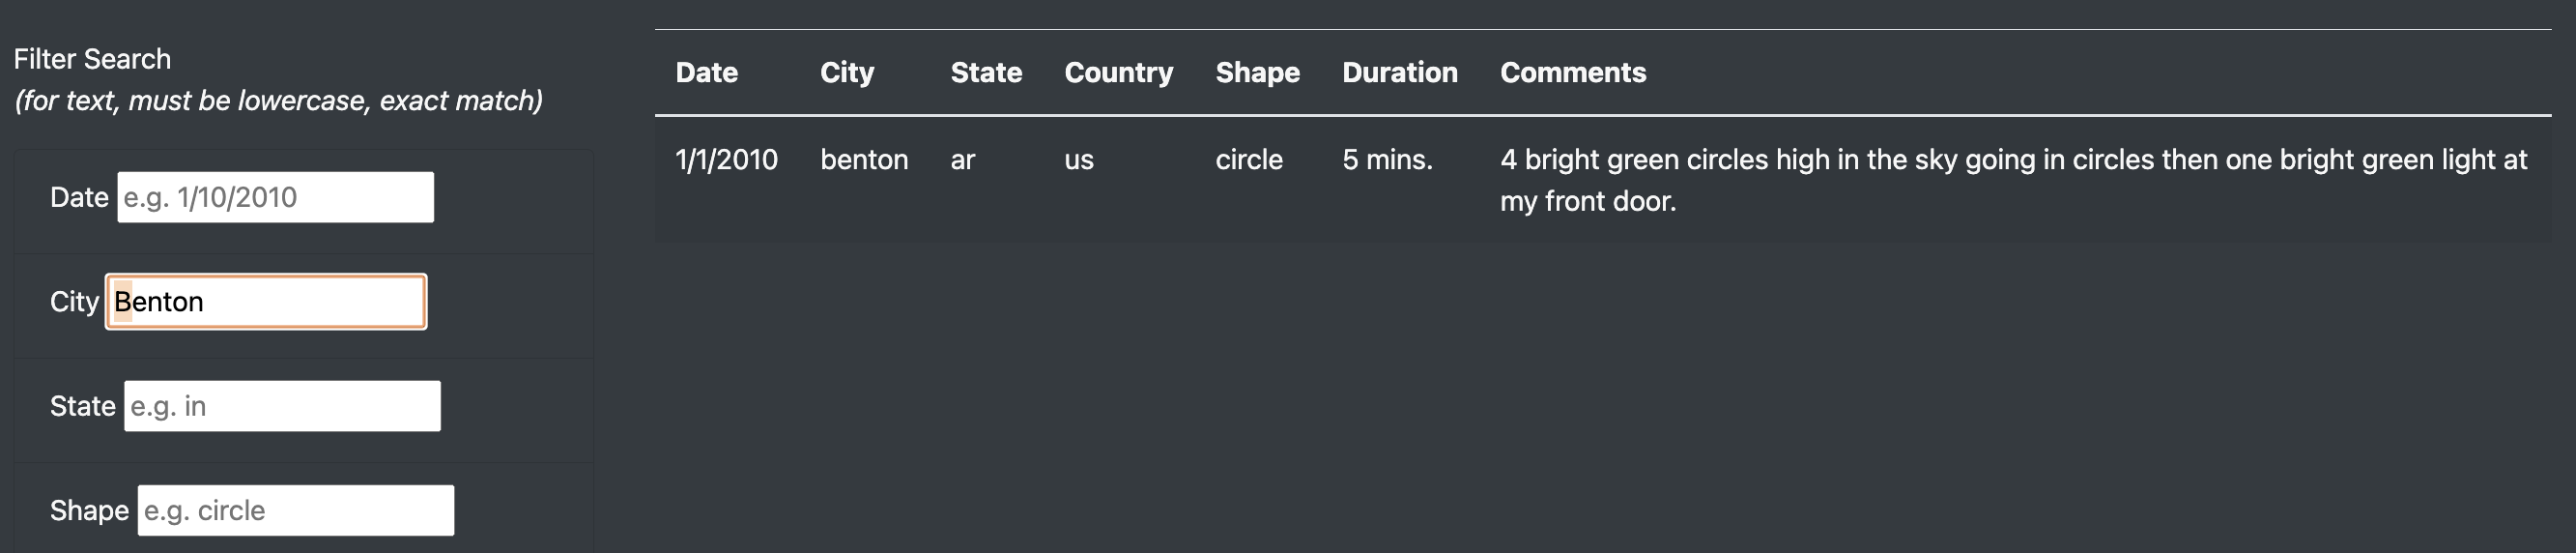 Filter Search
(for text, must be lowercase, exact match)
Date e.g. 1/10/2010
City Benton
State e.g. in
Shape e.g. circle
Date City State Country Shape Duration Comments
1/1/2010 benton ar us circle 5 mins. 4 bright green circles high in the sky going in circles then one bright green light at
my front door.